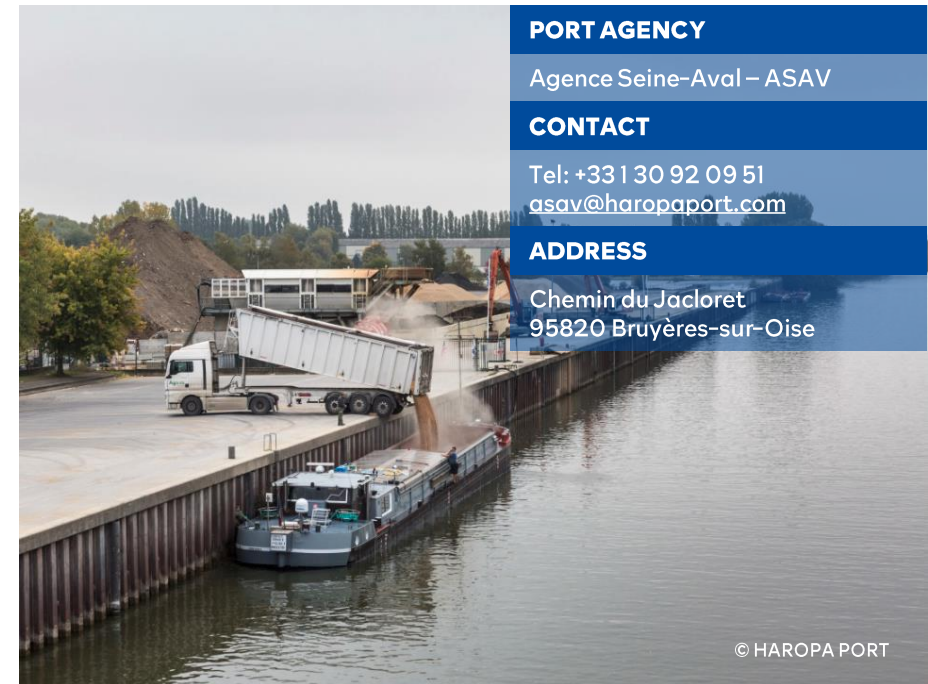 PORT AGENCY
Agence Seine-Aval – ASAV
CONTACT
Tel: +33 1 30 92 09 51
asav@haropaport.com
ADDRESS
Chemin du Jacloret
95820 Bruyères-sur-Oise
© HAROPA PORT